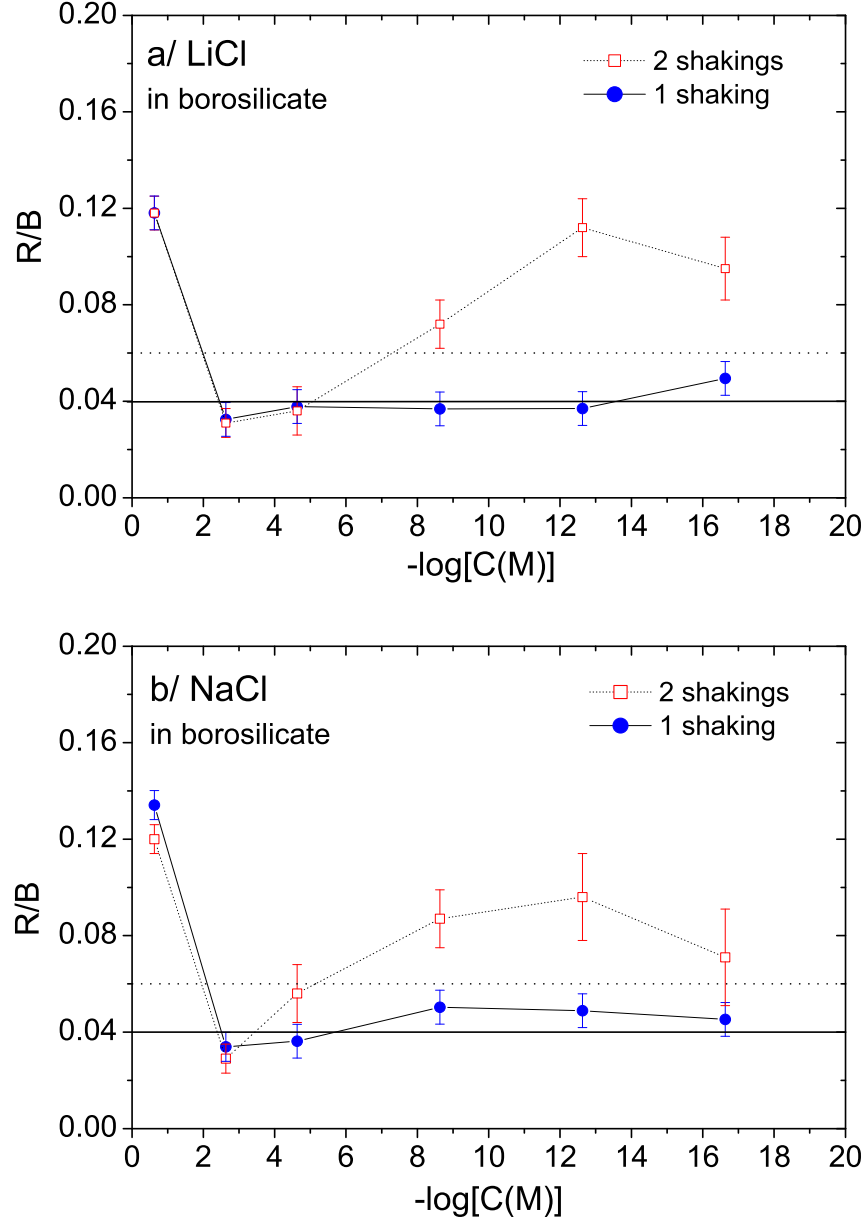 a/ LiCl
in borosilicate
2 shakings
1 shaking
R/B
0.20
0.16
0.12
0.08
0.04
0.00
0 2 4 6 8 10 12 14 16 18 20
-log[C(M)]
b/ NaCl
in borosilicate
2 shakings
1 shaking
R/B
0.20
0.16
0.12
0.08
0.04
0.00
0 2 4 6 8 10 12 14 16 18 20
-log[C(M)]